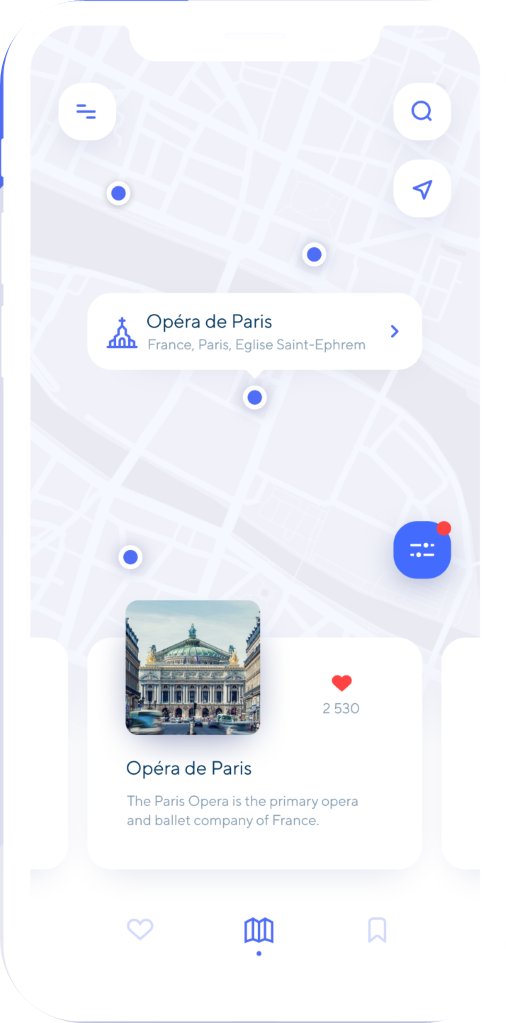 Opéra de Paris
France, Paris, Eglise Saint-Ephrem
2 530
Opéra de Paris
The Paris Opera is the primary opera
and ballet company of France.